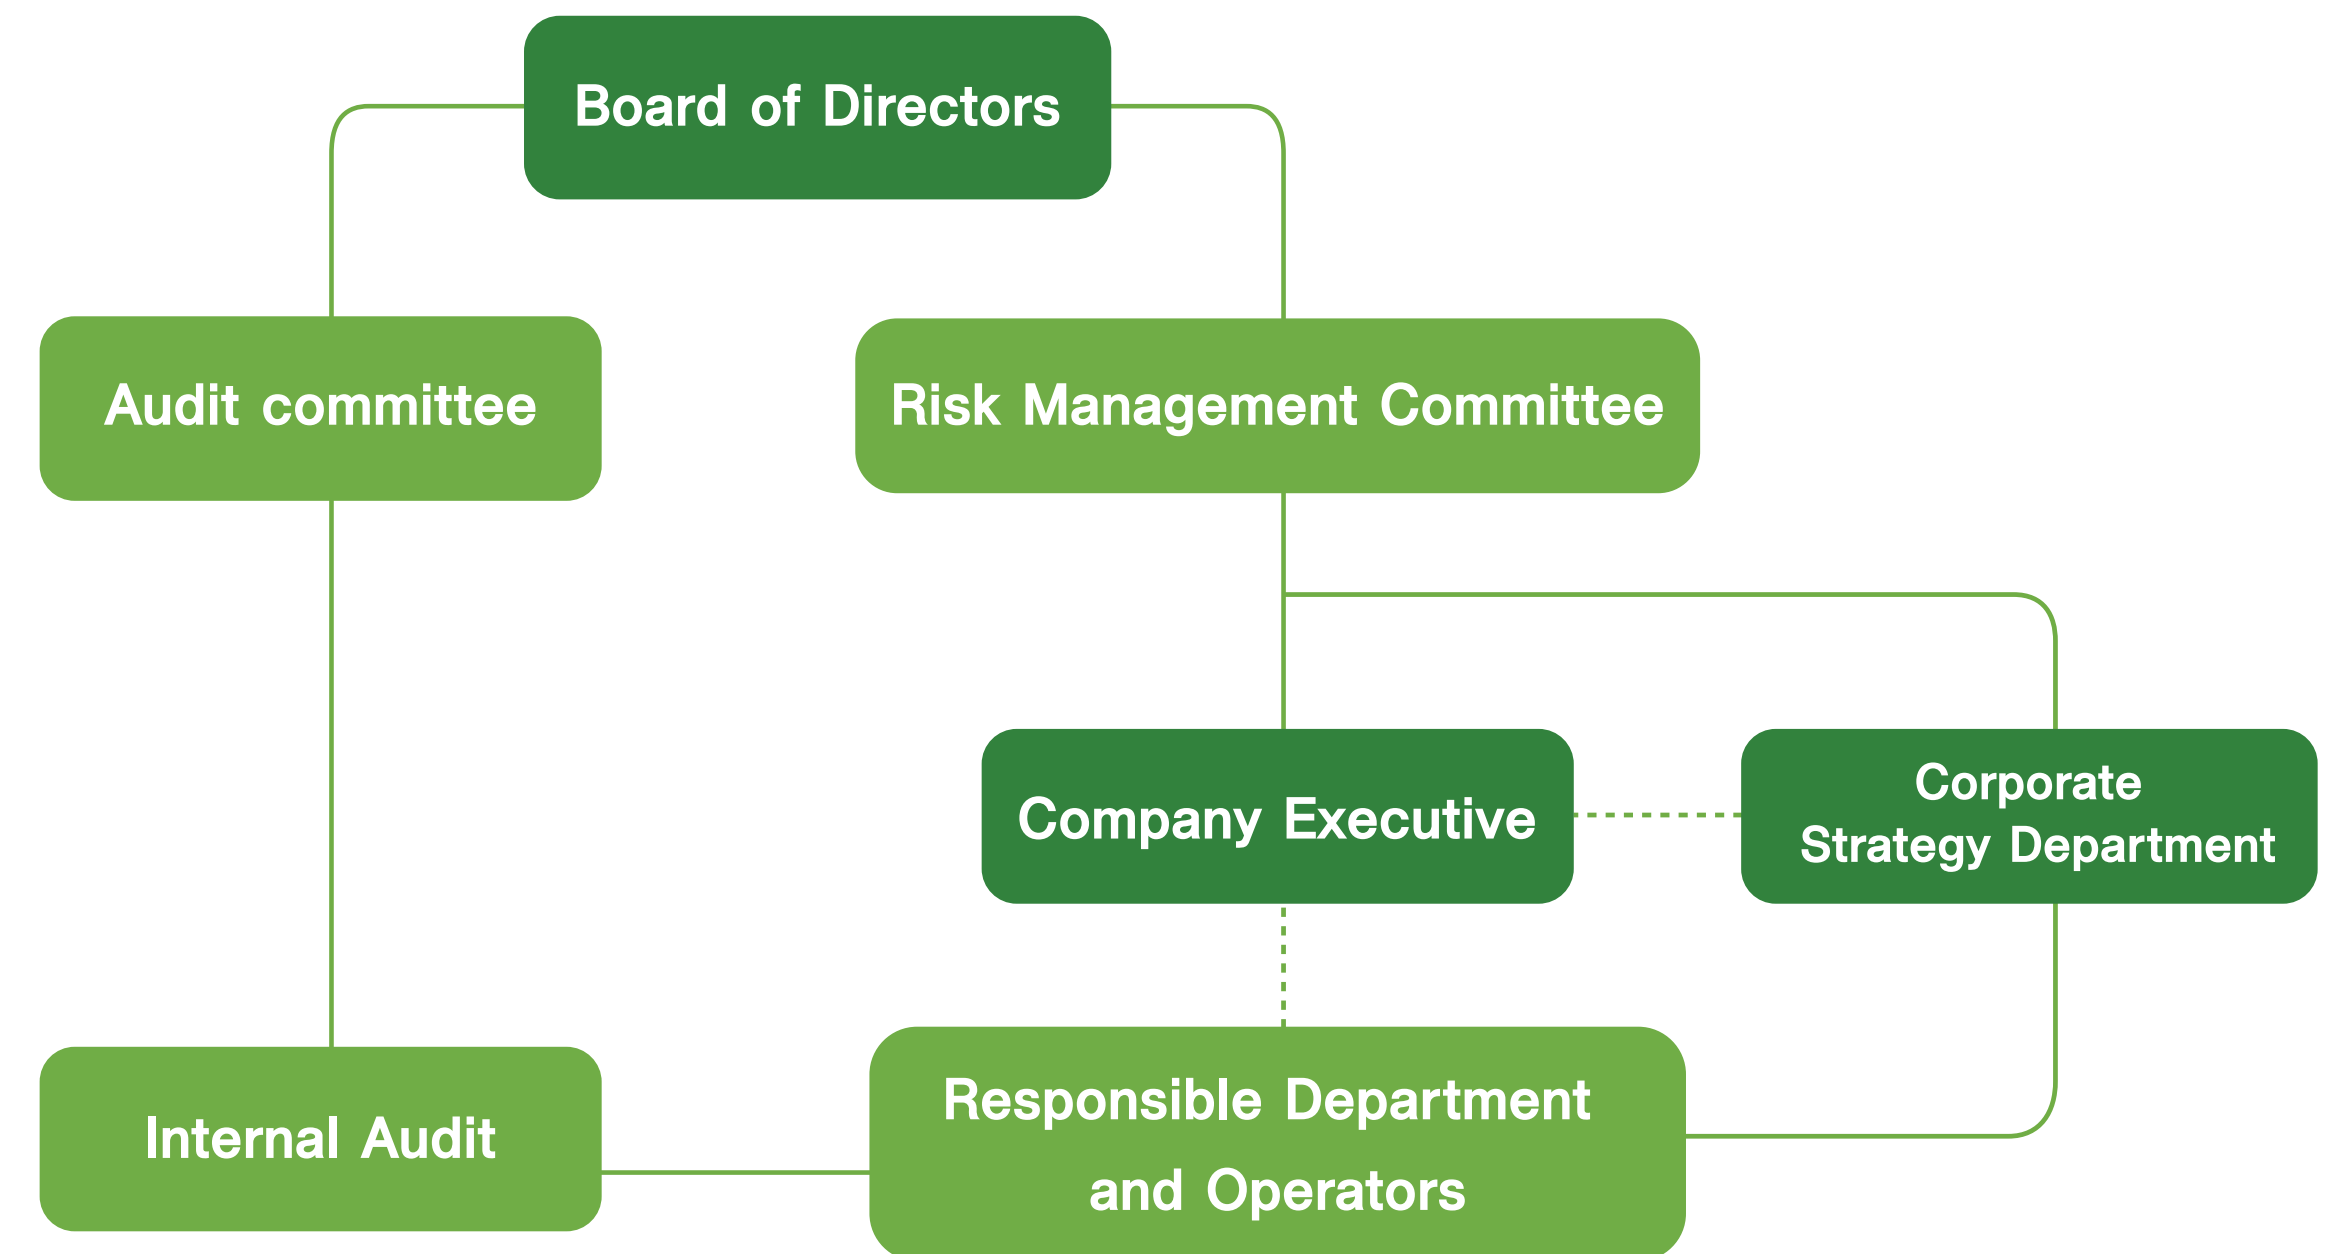 Board of Directors
Audit committee
Risk Management Committee
Company Executive
Corporate
Strategy Department
Internal Audit
Responsible Department
and Operators